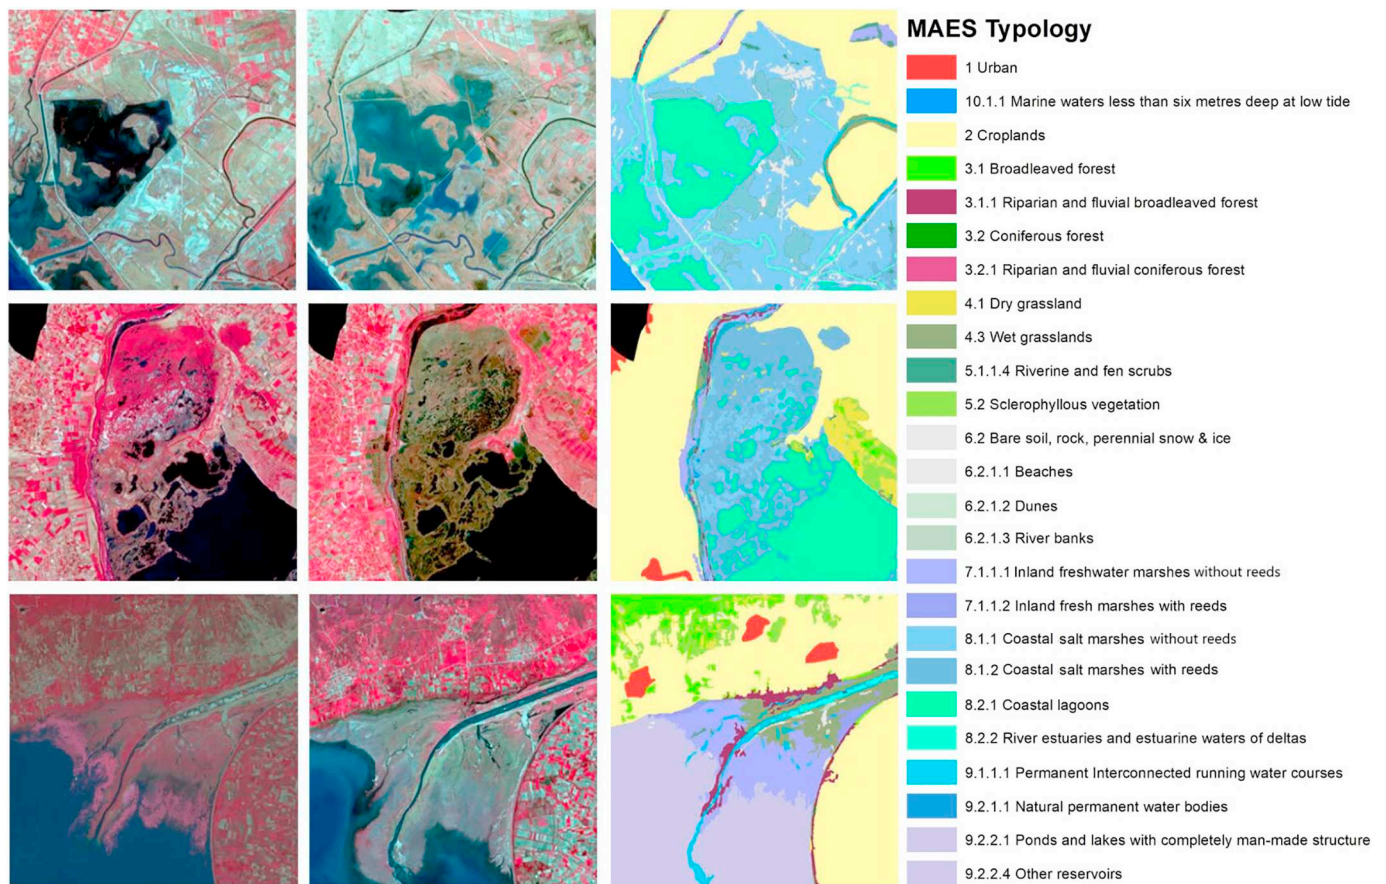 MAES Typology
1 Urban
10.1.1 Marine waters less than six metres deep at low tide
2 Croplands
3.1 Broadleaved forest
3.1.1 Riparian and fluvial broadleaved forest
3.2 Coniferous forest
3.2.1 Riparian and fluvial coniferous forest
4.1 Dry grassland
4.3 Wet grasslands
5.1.1.4 Riverine and fen scrubs
5.2 Sclerophyllous vegetation
6.2 Bare soil, rock, perennial snow & ice
6.2.1.1 Beaches
6.2.1.2 Dunes
6.2.1.3 River banks
7.1.1.1 Inland freshwater marshes without reeds
7.1.1.2 Inland fresh marshes with reeds
8.1.1 Coastal salt marshes without reeds
8.1.2 Coastal salt marshes with reeds
8.2.1 Coastal lagoons
8.2.2 River estuaries and estuarine waters of deltas
9.1.1.1 Permanent Interconnected running water courses
9.2.1.1 Natural permanent water bodies
9.2.2.1 Ponds and lakes with completely man-made structure
9.2.2.4 Other reservoirs